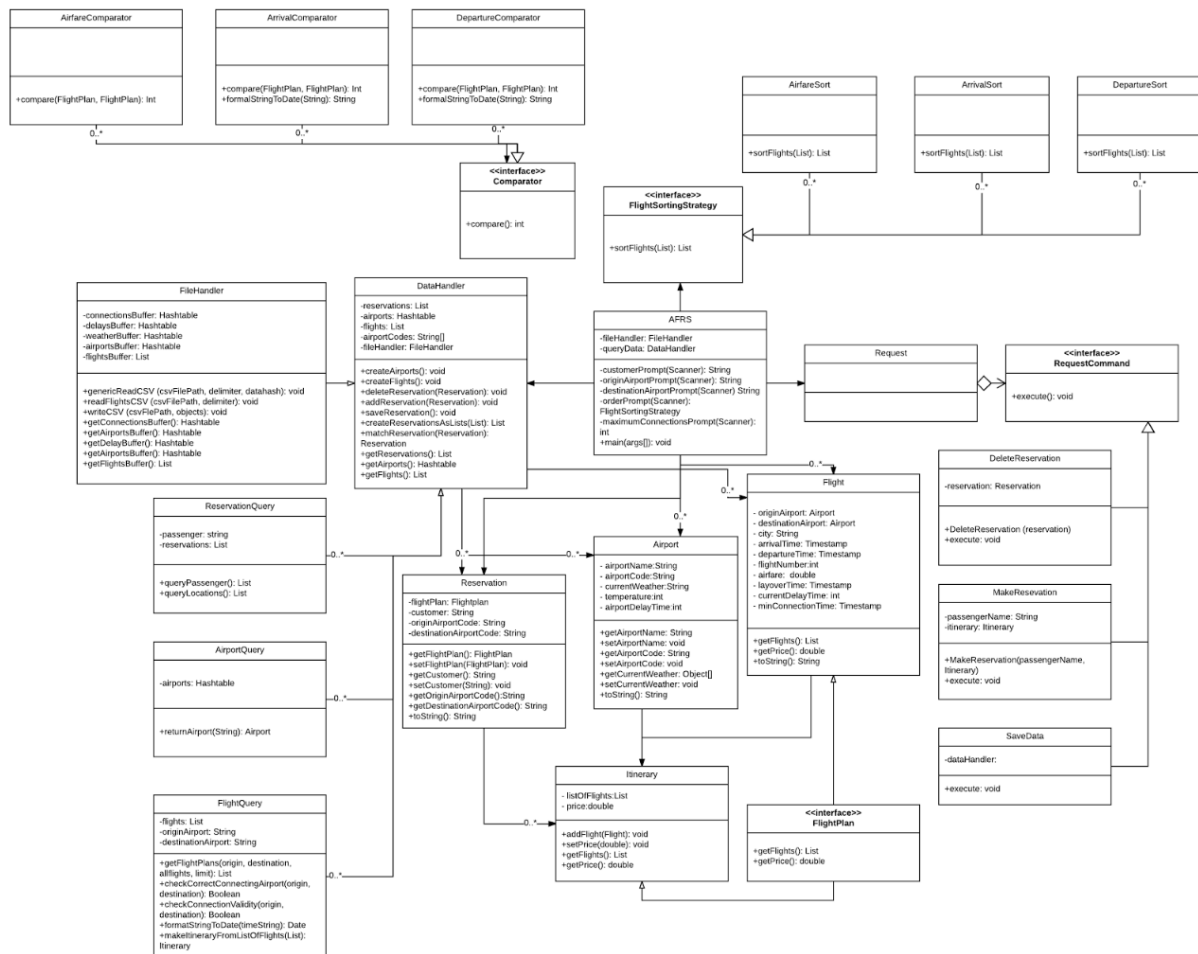 AirfareComparator
+compare(FlightPlan, FlightPlan): Int
0..*
ArrivalComparator
+compare(FlightPlan, FlightPlan): Int
+formalStringToDate(String): String
0..*
DepartureComparator
+compare(FlightPlan, FlightPlan): Int
+formalStringToDate(String): String
0..*
<<interface>>
Comparator
+compare(): int
AirfareSort
+sortFlights(List): List
0..*
ArrivalSort
+sortFlights(List): List
0..*
DepartureSort
+sortFlights(List): List
0..*
<<interface>>
FlightSortingStrategy
+sortFlights(List): List
FileHandler
-connectionsBuffer: Hashtable
-delaysBuffer: Hashtable
-weatherBuffer: Hashtable
-airportsBuffer: Hashtable
-flightsBuffer: List
+genericReadCSV (csvFilePath, delimiter, datahash): void
+readFlightsCSV (csvFilePath, delimiter): void
+writeCSV (csvFlePath, objects): void
+getConnectionsBuffer(): Hashtable
+getAirportsBuffer(): Hashtable
+getDelayBuffer(): Hashtable
+getAirportsBuffer(): Hashtable
+getFlightsBuffer(): List
DataHandler
-reservations: List
-airports: Hashtable
-flights: List
-airportCodes: String[]
-fileHandler: FileHandler
+createAirports(): void
+createFlights(): void
+deleteReservation(Reservation): void
+addReservation(Reservation): void
+saveReservation(): void
+createReservationsAsLists(List): List
+matchReservation(Reservation):
Reservation
+getReservations(): List
+getAirports(): Hashtable
+getFlights(): List
AFRS
-fileHandler: FileHandler
-queryData: DataHandler
-customerPrompt(Scanner): String
-originAirportPrompt(Scanner): String
-destinationAirportPrompt(Scanner) String
-orderPrompt(Scanner):
FlightSortingStrategy
-maximumConnectionsPrompt(Scanner):
int
+main(args[]): void
Request
<<interface>>
RequestCommand
+execute(): void
0..*
0..*
0..*
0..*
DeleteReservation
-reservation: Reservation
+DeleteReservation (reservation)
+execute: void
MakeResevation
-passengerName: String
-itinerary: Itinerary
+MakeReservation(passengerName,
Itinerary)
+execute: void
SaveData
-dataHandler:
+execute: void
ReservationQuery
-passenger: string
-reservations: List
+queryPassenger(): List
+queryLocations(): List
0..*
AirportQuery
-airports: Hashtable
+returnAirport(String): Airport
0..*
FlightQuery
-flights: List
-originAirport: String
-destinationAirport: String
+getFlightPlans(origin, destination,
allflights, limit): List
+checkCorrectConnectingAirport(origin,
destination): Boolean
+checkConnectionValidity(origin,
destination): Boolean
+formatStringToDate(timeString): Date
+makeItineraryFromListOfFlights(List):
Itinerary
0..*
Reservation
-flightPlan: Flightplan
-customer: String
-originAirportCode: String
-destinationAirportCode: String
+getFlightPlan(): FlightPlan
+setFlightPlan(FlightPlan): void
+getCustomer(): String
+setCustomer(String): void
+getOriginAirportCode():String
+getDestinationAirportCode(): String
+toString(): String
Airport
- airportName:String
- airportCode:String
- currentWeather:String
- temperature:int
- airportDelayTime:int
+getAirportName: String
+setAirportName: void
+getAirportCode: String
+setAirportCode: void
+getCurrentWeather: Object[]
+setCurrentWeather: void
+toString(): String
Flight
- originAirport: Airport
- destinationAirport: Airport
- city: String
- arrivalTime: Timestamp
- departureTime: Timestamp
- flightNumber:int
- airfare: double
- layoverTime: Timestamp
- currentDelayTime: int
- minConnectionTime: Timestamp
+getFlights(): List
+getPrice(): double
+toString(): String
0..*
Itinerary
- listOfFlights:List
- price:double
+addFlight(Flight): void
+setPrice(double): void
+getFlights(): List
+getPrice(): double
<<interface>>
FlightPlan
+getFlights(): List
+getPrice(): double